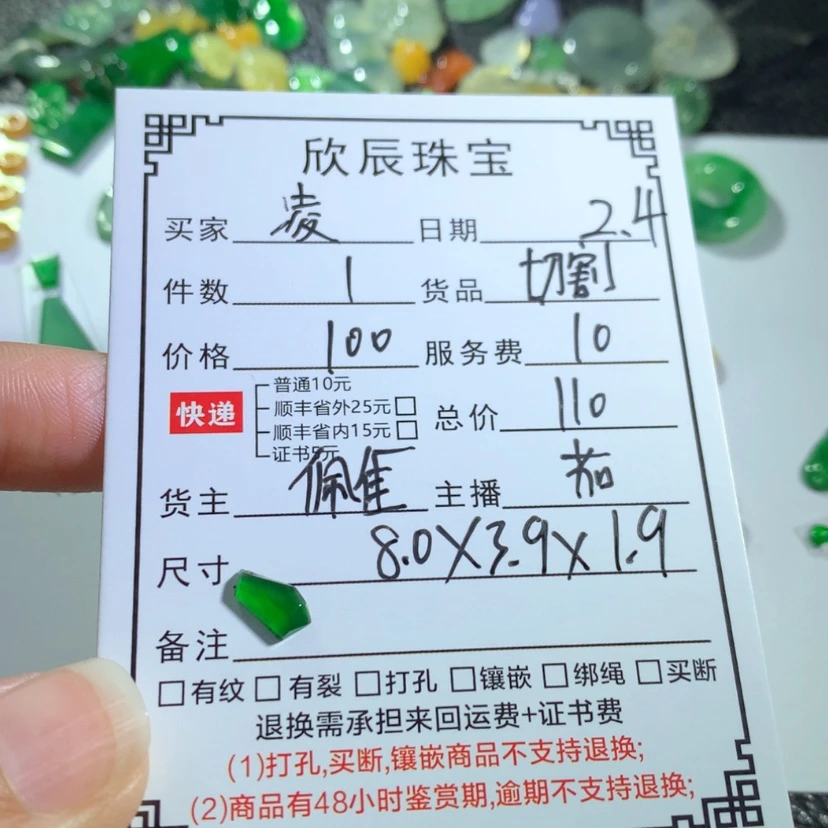 欣辰珠宝
买家 凌 日期 2.4
件数 1 货品 切割
价格 100 服务费 10
快递 普通10元
顺丰省外25元□ 总价 110
顺丰省内15元□
证书5元
货主 佩隹 主播 茄
尺寸 8.0X3.9X1.9
备注
□有纹 □有裂 □打孔 □镶嵌 □绑绳 □买断
退换需承担来回运费+证书费
(1)打孔,买断,镶嵌商品不支持退换;
(2)商品有48小时鉴赏期,逾期不支持退换;